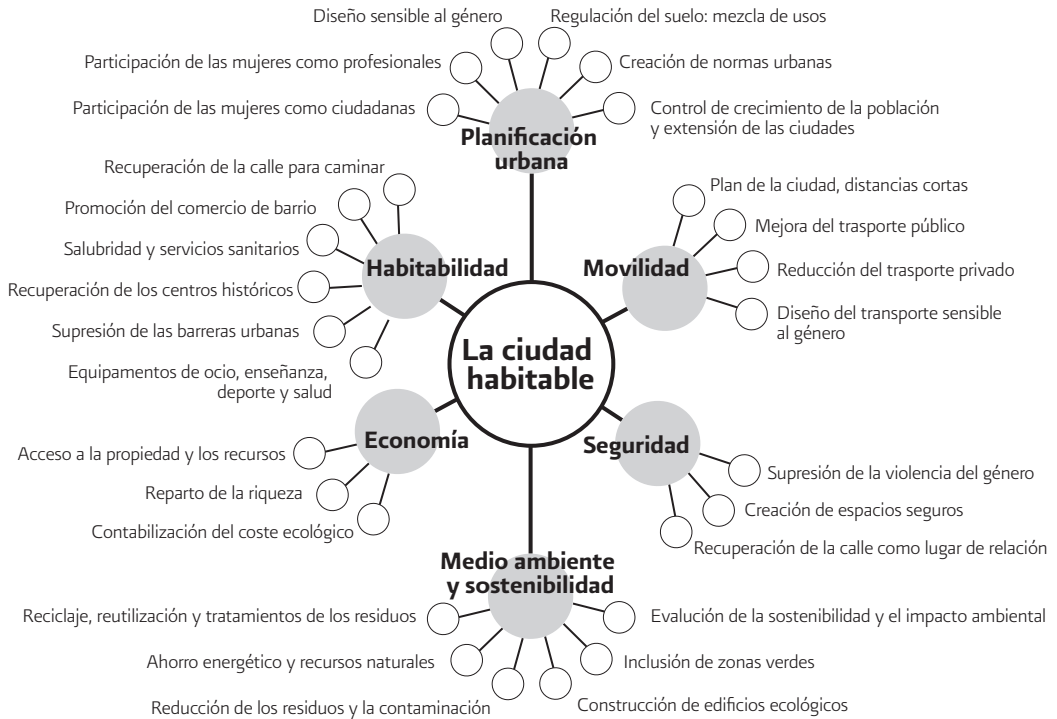 Diseño sensible al género
Regulación del suelo: mezcla de usos
Participación de las mujeres como profesionales
Creación de normas urbanas
Participación de las mujeres como ciudadanas
Control de crecimiento de la población
y extensión de las ciudades
Planificación
urbana
Recuperación de la calle para caminar
Promoción del comercio de barrio
Salubridad y servicios sanitarios
Recuperación de los centros históricos
Supresión de las barreras urbanas
Equipamentos de ocio, enseñanza,
deporte y salud
Habitabilidad
Movilidad
Plan de la ciudad, distancias cortas
Mejora del trasporte público
Reducción del trasporte privado
Diseño del transporte sensible
al género
La ciudad
habitable
Economía
Acceso a la propiedad y los recursos
Reparto de la riqueza
Contabilización del coste ecológico
Seguridad
Supresión de la violencia del género
Creación de espacios seguros
Recuperación de la calle como lugar de relación
Medio ambiente
y sostenibilidad
Reciclaje, reutilización y tratamientos de los residuos
Ahorro energético y recursos naturales
Reducción de los residuos y la contaminación
Evalución de la sostenibilidad y el impacto ambiental
Inclusión de zonas verdes
Construcción de edificios ecológicos